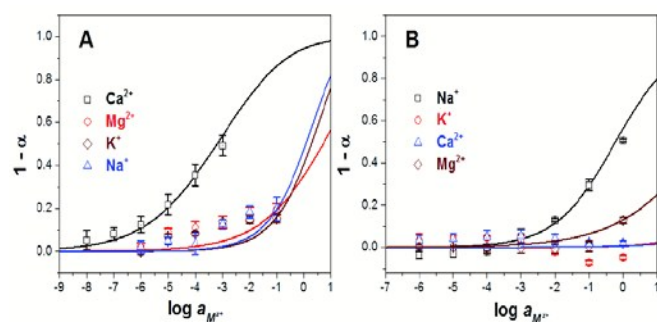 A
B
1 - α
1.0
0.8
0.6
0.4
0.2
0.0
Ca²⁺
Mg²⁺
K⁺
Na⁺
-9 -8 -7 -6 -5 -4 -3 -2 -1 0 1
log a
1 - α
1.0
0.8
0.6
0.4
0.2
0.0
Na⁺
K⁺
Ca²⁺
Mg²⁺
-7 -6 -5 -4 -3 -2 -1 0 1
log a